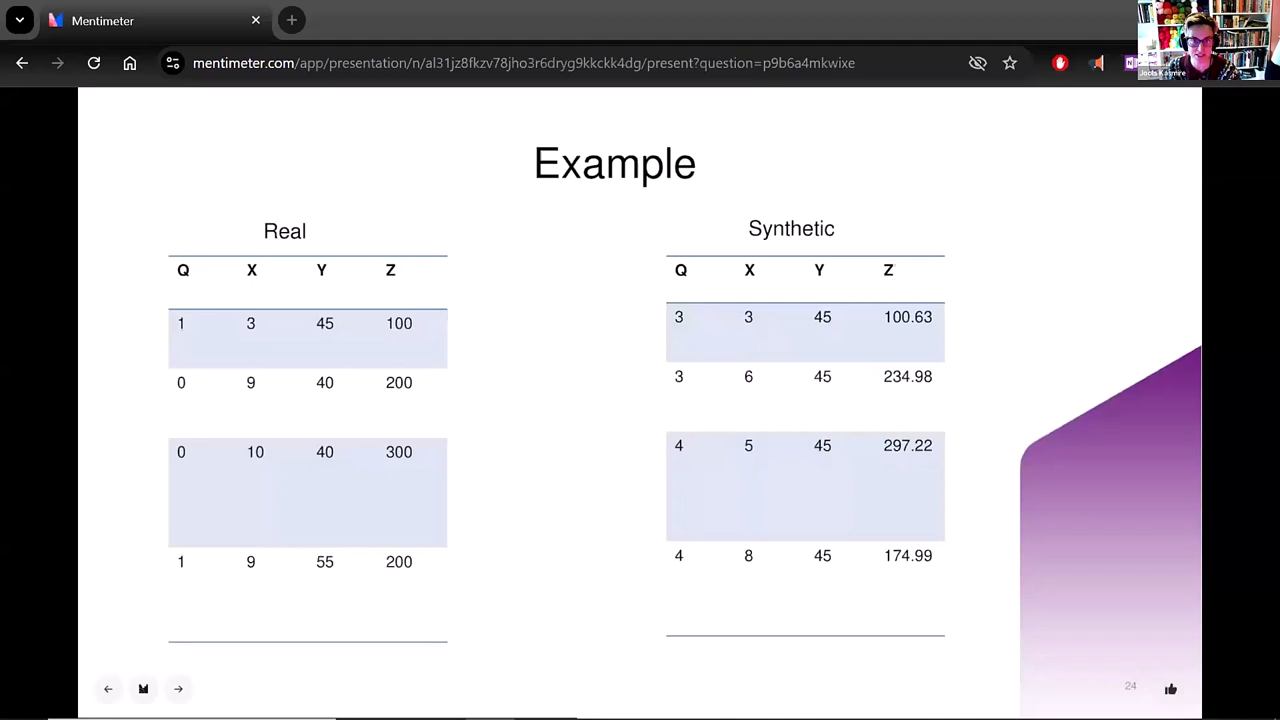 Mentimeter
mentimeter.com/app/presentation/n/al31jz8fkzv78jho3r6dryg9kkckk4dg/present?question=p9b6a4mkwixe
Example
Real
Q X Y Z
1 3 45 100
0 9 40 200
0 10 40 300
1 9 55 200
Synthetic
Q X Y Z
3 3 45 100.63
3 6 45 234.98
4 5 45 297.22
4 8 45 174.99
24